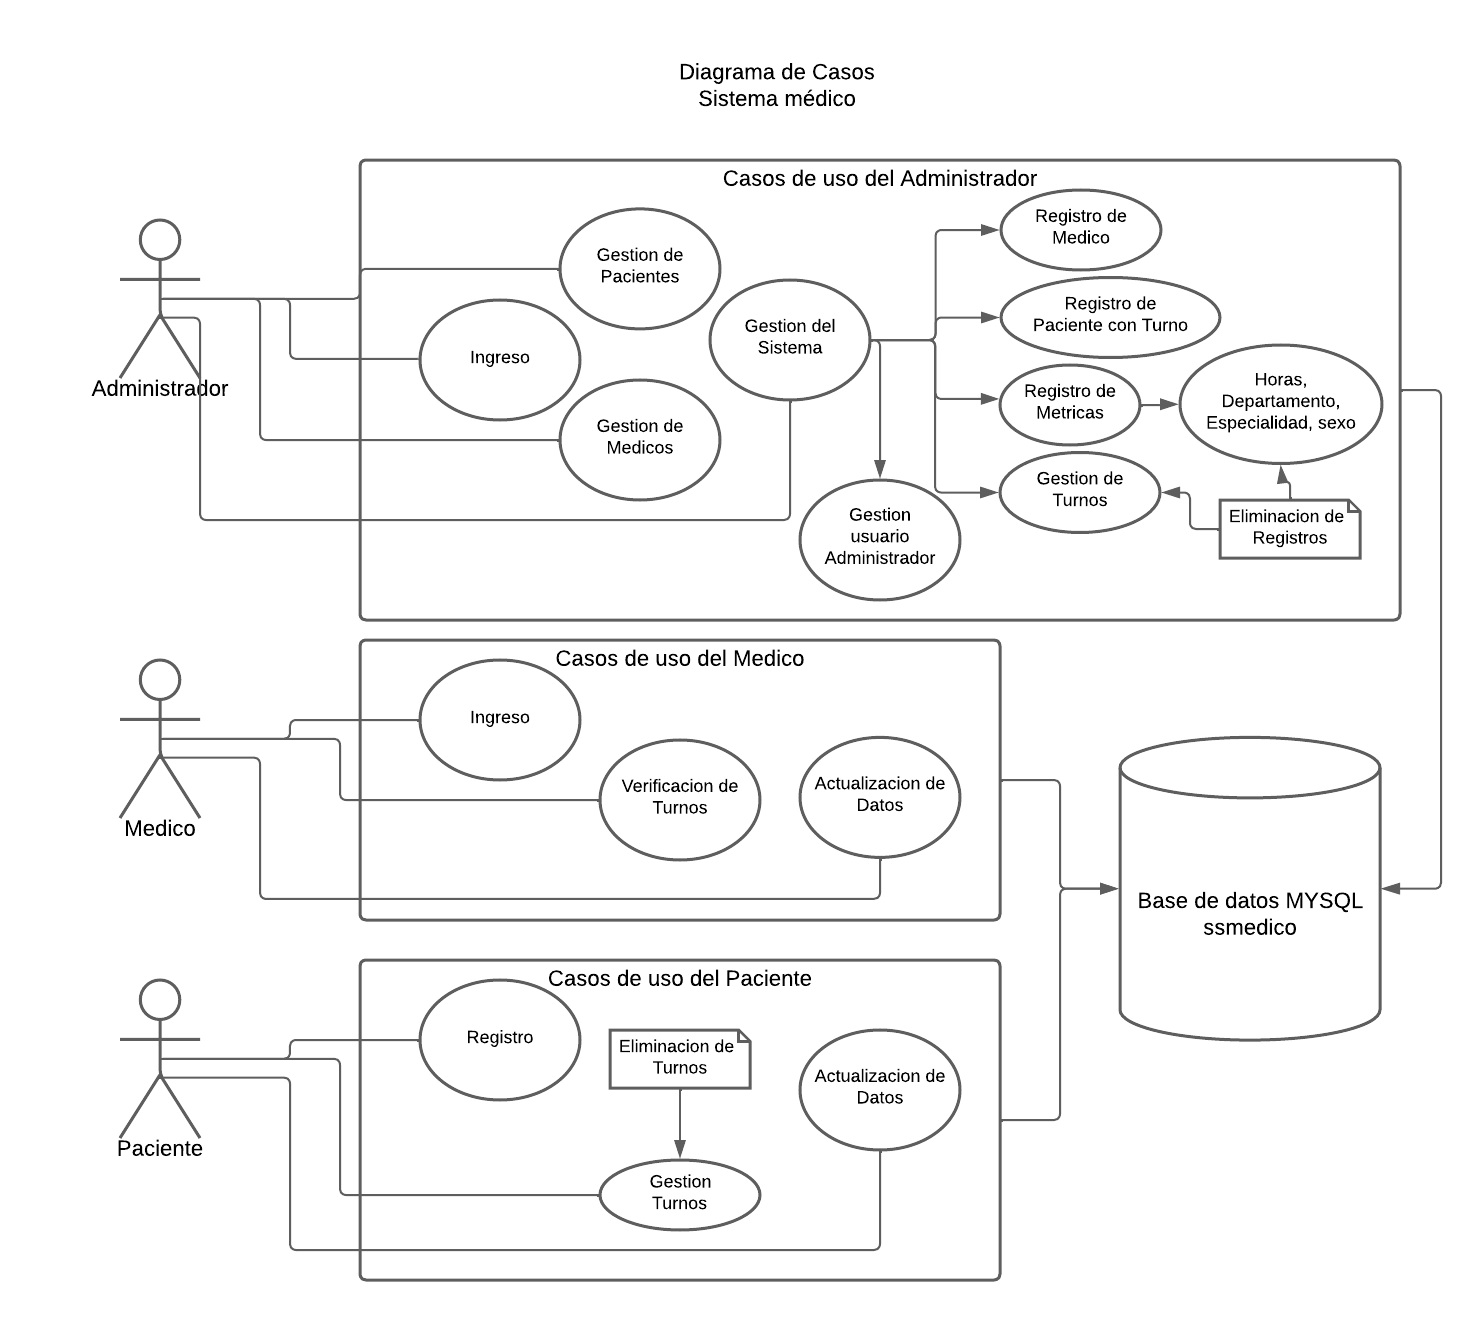 Diagrama de Casos
Sistema médico
Casos de uso del Administrador
Gestion de
Pacientes
Ingreso
Gestion de
Medicos
Gestion del
Sistema
Gestion
usuario
Administrador
Registro de
Medico
Registro de
Paciente con Turno
Registro de
Metricas
Horas,
Departamento,
Especialidad, sexo
Gestion de
Turnos
Eliminacion de
Registros
Administrador
Casos de uso del Medico
Ingreso
Verificacion de
Turnos
Actualizacion de
Datos
Medico
Base de datos MYSQL
ssmedico
Casos de uso del Paciente
Registro
Eliminacion de
Turnos
Actualizacion de
Datos
Gestion
Turnos
Paciente